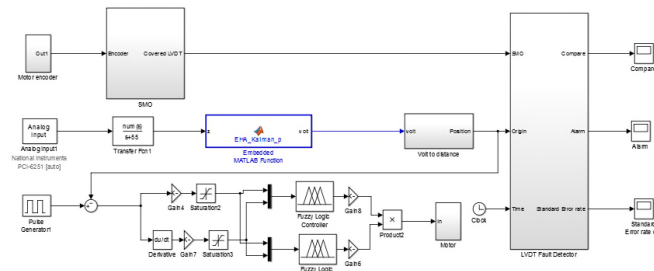 Out1
Motor encoder
Encoder
Covered LVDT
SMO
SMO
Compare
Compare
Analog
Input
Analog Input1
National Instruments
PCI-6251 [auto]
s+55
Transfer Fcn1
z
EHA_Kalman_p
volt
Embedded
MATLAB Function
volt
Position
Volt to distance
Origin
Alarm
Alarm
Pulse
Generator1
Gain4
Saturation2
Fuzzy Logic
Controller
Gain8
du/dt
Derivative
Gain7
Saturation3
Fuzzy Logic
Gain6
×
Product2
In
Motor
Clock
Time
Standard Error rate
LVDT Fault Detector
Standard
Error rate